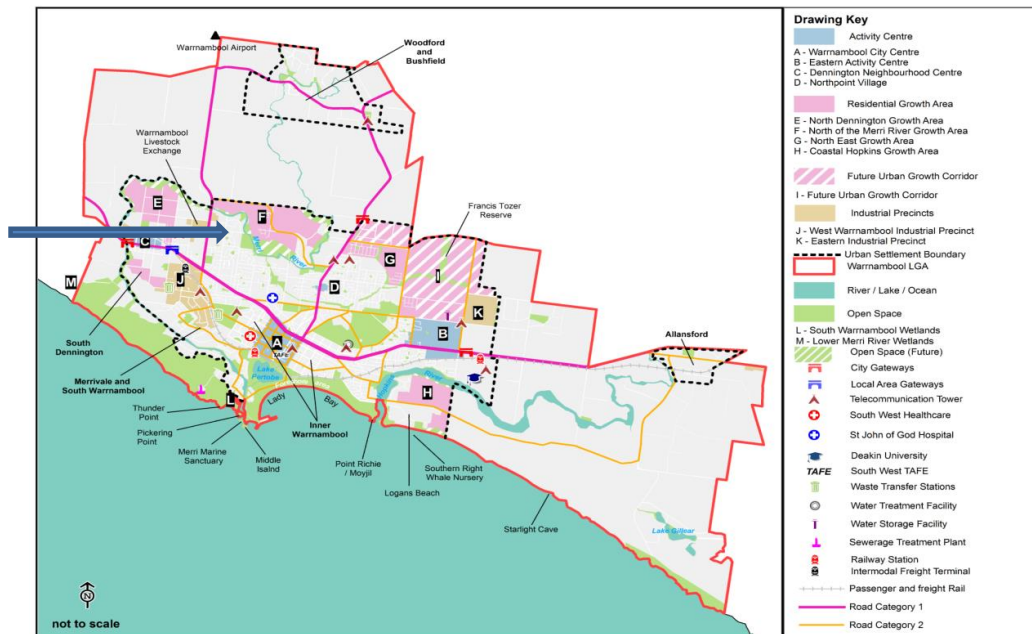 Warrnambool Airport
Woodford
and
Bushfield
Warrnambool
Livestock
Exchange
Francis Tozer
Reserve
E
F
C
Merri
River
G
I
M
J
D
K
B
A
TAFE
South
Dennington
Merrivale and
South Warrnambool
Lake
Pertobe
Lady
Bay
Hopkins
River
H
L
Allansford
Thunder
Point
Pickering
Point
Merri Marine
Sanctuary
Middle
Isalnd
Inner
Warrnambool
Point Richie
/ Moyjil
Logans Beach
Southern Right
Whale Nursery
Starlight Cave
Lake Gillear
N
not to scale
Drawing Key
Activity Centre
A - Warrnambool City Centre
B - Eastern Activity Centre
C - Dennington Neighbourhood Centre
D - Northpoint Village
Residential Growth Area
E - North Dennington Growth Area
F - North of the Merri River Growth Area
G - North East Growth Area
H - Coastal Hopkins Growth Area
Future Urban Growth Corridor
I - Future Urban Growth Corridor
Industrial Precincts
J - West Warrnambool Industrial Precinct
K - Eastern Industrial Precinct
Urban Settlement Boundary
Warrnambool LGA
River / Lake / Ocean
Open Space
L - South Warrnambool Wetlands
M - Lower Merri River Wetlands
Open Space (Future)
City Gateways
Local Area Gateways
Telecommunication Tower
South West Healthcare
St John of God Hospital
Deakin University
TAFE South West TAFE
Waste Transfer Stations
Water Treatment Facility
Water Storage Facility
Sewerage Treatment Plant
Railway Station
Intermodal Freight Terminal
Passenger and freight Rail
Road Category 1
Road Category 2